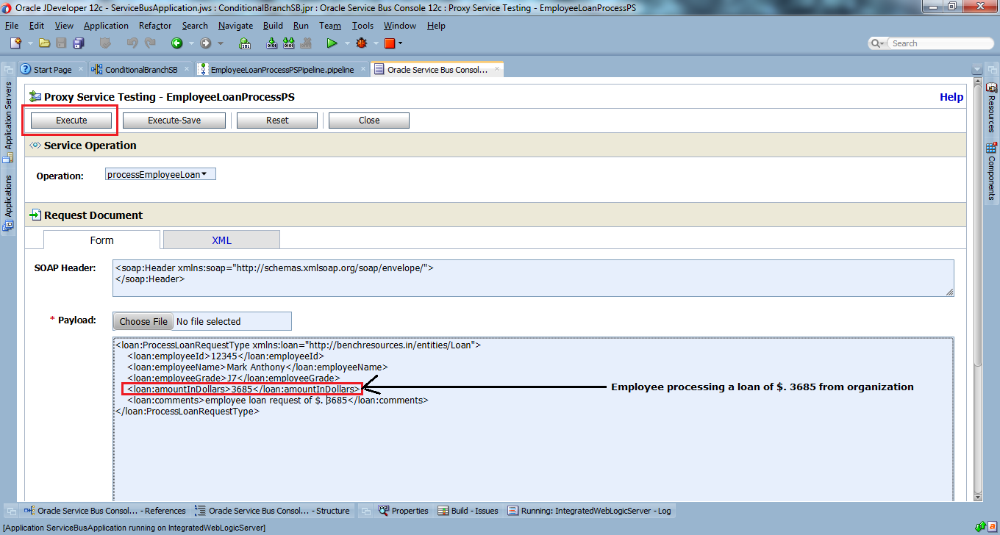 Oracle JDeveloper 12c - ServiceBusApplication.jws : ConditionalBranchSB.jpr : Oracle Service Bus Console 12c : Proxy Service Testing - EmployeeLoanProcessPS
File Edit View Application Refactor Search Navigate Build Run Team Tools Window Help
Search
Start Page ConditionalBranchSB EmployeeLoanProcessPSPipeline.pipeline Oracle Service Bus Consol...
Application Servers
Applications
Resources
Components
Proxy Service Testing - EmployeeLoanProcessPS Help
Execute Execute-Save Reset Close
Service Operation
Operation: processEmployeeLoan
Request Document
Form XML
SOAP Header: <soap:Header xmlns:soap="http://schemas.xmlsoap.org/soap/envelope/">
</soap:Header>
* Payload: Choose File No file selected
<loan:ProcessLoanRequestType xmlns:loan="http://benchresources.in/entities/Loan">
<loan:employeeId>12345</loan:employeeId>
<loan:employeeName>Mark Anthony</loan:employeeName>
<loan:employeeGrade>J7</loan:employeeGrade>
<loan:amountInDollars>3685</loan:amountInDollars> Employee processing a loan of $. 3685 from organization
<loan:comments>employee loan request of $. 3685</loan:comments>
</loan:ProcessLoanRequestType>
Oracle Service Bus Consol... - References Oracle Service Bus Consol... - Structure Properties Build - Issues Running: IntegratedWebLogicServer - Log
[Application ServiceBusApplication running on IntegratedWebLogicServer]